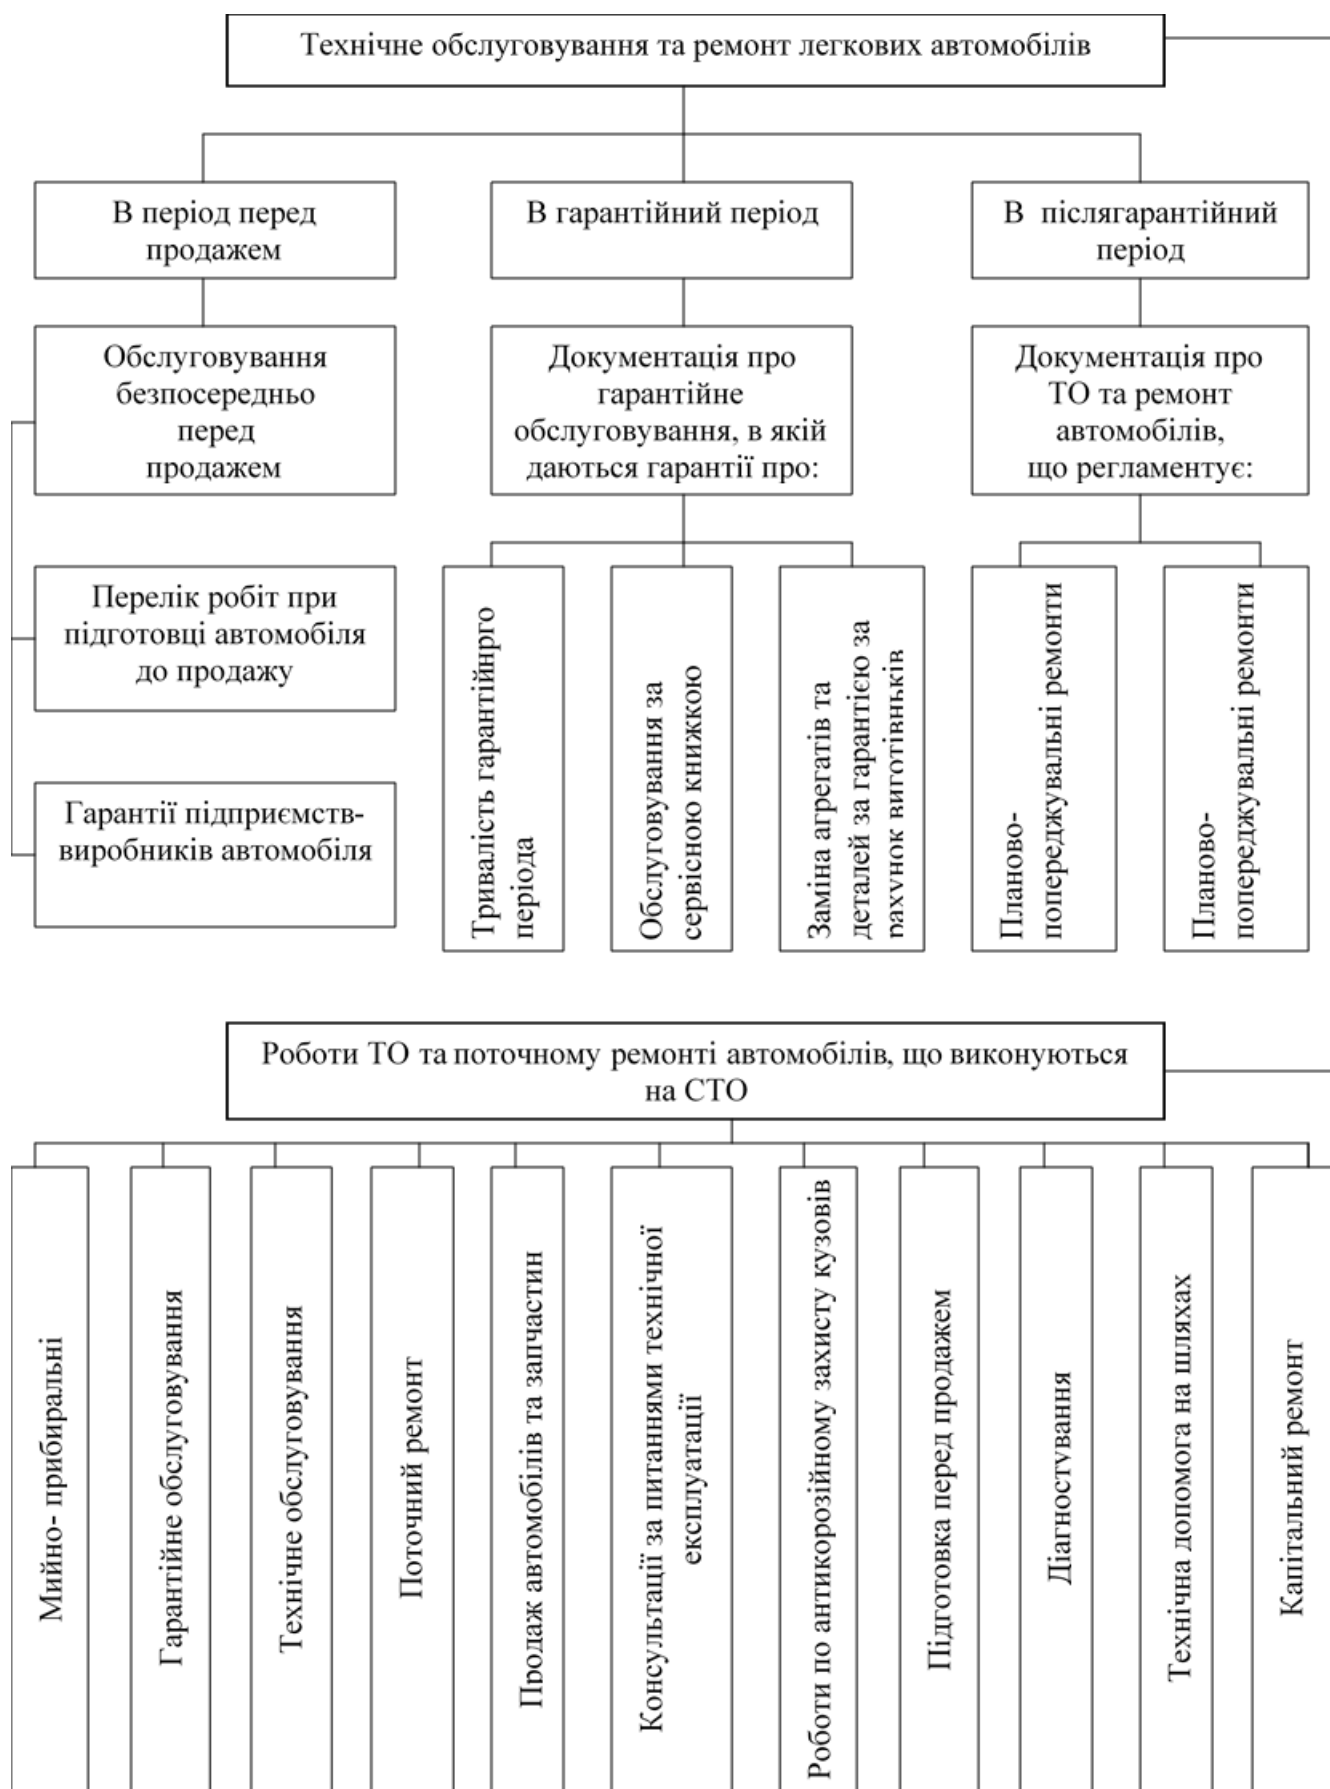 Технічне обслуговування та ремонт легкових автомобілів
В період перед
продажем
В гарантійний період
В післягарантійний
період
Обслуговування
безпосередньо
перед
продажем
Документація про
гарантійне
обслуговування, в якій
даються гарантії про:
Документація про
ТО та ремонт
автомобілів,
що регламентує:
Перелік робіт при
підготовці автомобіля
до продажу
Гарантії підприємств-
виробників автомобіля
Тривалість гарантійнрго
періода
Обслуговування за
сервісною книжкою
Заміна агрегатів та
деталей за гарантією за
рахунок виготівньків
Планово-
попереджувальні ремонти
Планово-
попереджувальні ремонти
Роботи ТО та поточному ремонті автомобілів, що виконуються
на СТО
Мийно- прибиральні
Гарантійне обслуговування
Технічне обслуговування
Поточний ремонт
Продаж автомобілів та запчастин
Консультації за питаннями технічної
експлуатації
Роботи по антикорозійному захисту кузовів
Підготовка перед продажем
Діагностування
Технічна допомога на шляхах
Капітальний ремонт